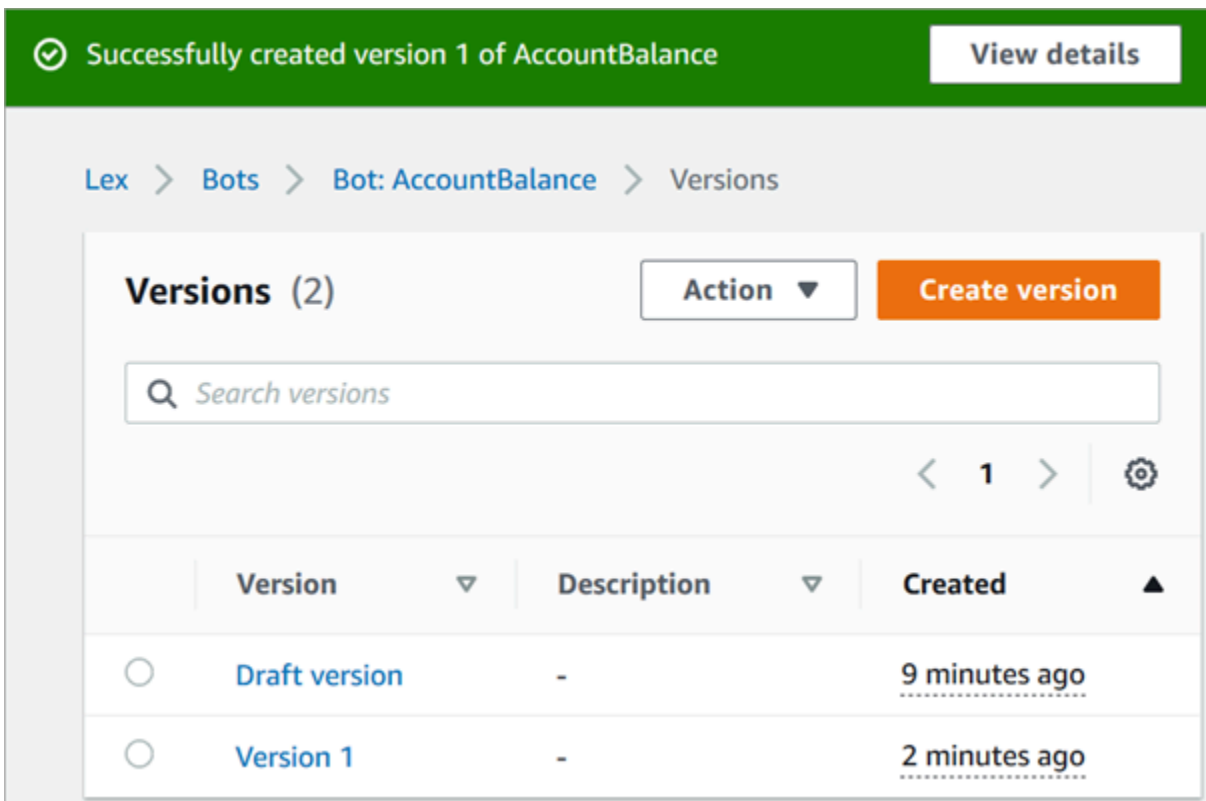 Successfully created version 1 of AccountBalance View details
Lex > Bots > Bot: AccountBalance > Versions
Versions (2) Action ▼ Create version
Search versions
< 1 >
Version Description Created
Draft version - 9 minutes ago
Version 1 - 2 minutes ago